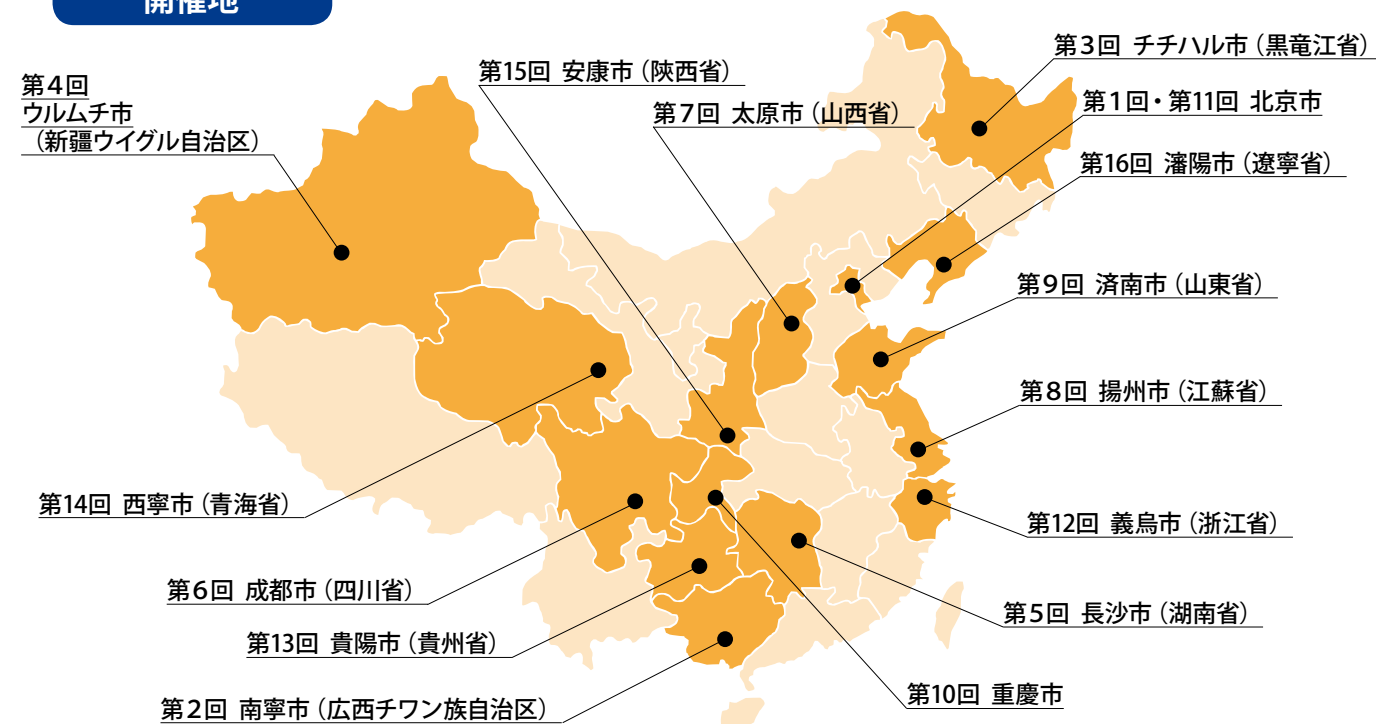 開催地
第3回 チチハル市（黒竜江省）
第15回 安康市（陝西省）
第4回
ウルムチ市
（新疆ウイグル自治区）
第7回 太原市（山西省）
第1回・第11回 北京市
第16回 瀋陽市（遼寧省）
第9回 済南市（山東省）
第8回 揚州市（江蘇省）
第14回 西寧市（青海省）
第12回 義烏市（浙江省）
第6回 成都市（四川省）
第5回 長沙市（湖南省）
第13回 貴陽市（貴州省）
第10回 重慶市
第2回 南寧市（広西チワン族自治区）